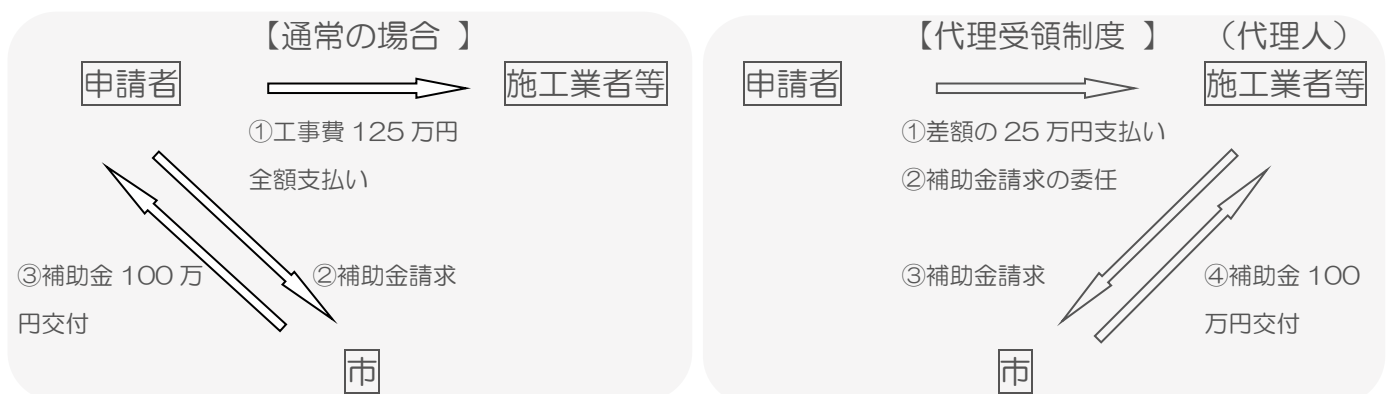 【通常の場合 】
申請者
施工業者等
①工事費 125 万円
全額支払い
③補助金 100 万
円交付
②補助金請求
市
【代理受領制度 】 （代理人）
申請者
施工業者等
①差額の 25 万円支払い
②補助金請求の委任
③補助金請求
④補助金 100
万円交付
市